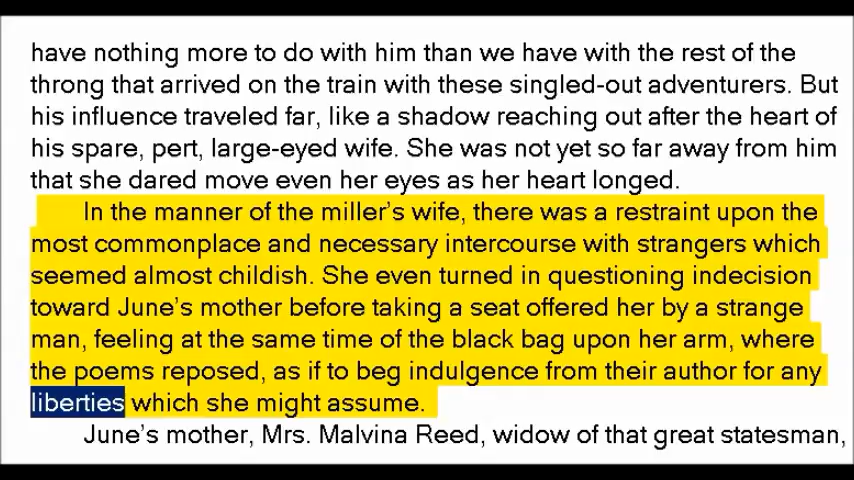 have nothing more to do with him than we have with the rest of the
throng that arrived on the train with these singled-out adventurers. But
his influence traveled far, like a shadow reaching out after the heart of
his spare, pert, large-eyed wife. She was not yet so far away from him
that she dared move even her eyes as her heart longed.
In the manner of the miller's wife, there was a restraint upon the
most commonplace and necessary intercourse with strangers which
seemed almost childish. She even turned in questioning indecision
toward June's mother before taking a seat offered her by a strange
man, feeling at the same time of the black bag upon her arm, where
the poems reposed, as if to beg indulgence from their author for any
liberties which she might assume.
June's mother, Mrs. Malvina Reed, widow of that great statesman,